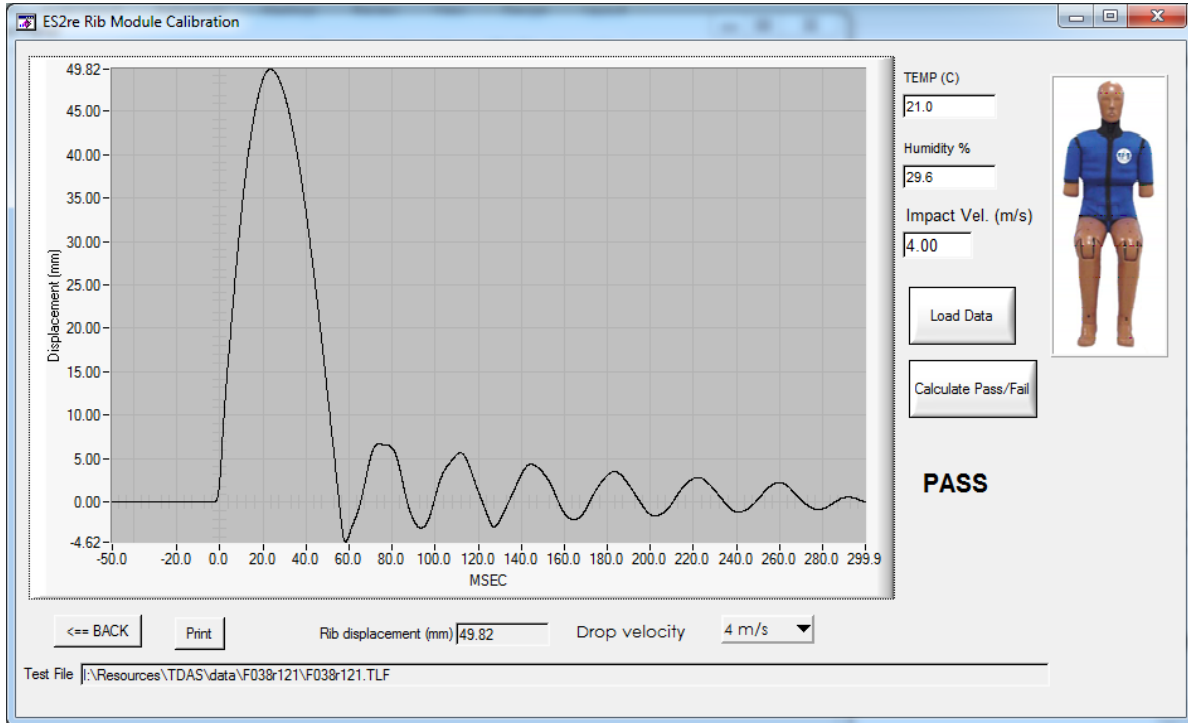 ES2re Rib Module Calibration
49.82
45.00
40.00
35.00
30.00
25.00
20.00
15.00
10.00
5.00
0.00
-4.62
Displacement (mm)
-50.0 -20.0 0.0 20.0 40.0 60.0 80.0 100.0 120.0 140.0 160.0 180.0 200.0 220.0 240.0 260.0 299.9
MSEC
TEMP (C)
21.0
Humidity %
29.6
Impact Vel. (m/s)
4.00
Load Data
Calculate Pass/Fail
PASS
<== BACK Print Rib displacement (mm) 49.82 Drop velocity 4 m/s
Test File I:\Resources\TDAS\data\F038r121\F038r121.TLF